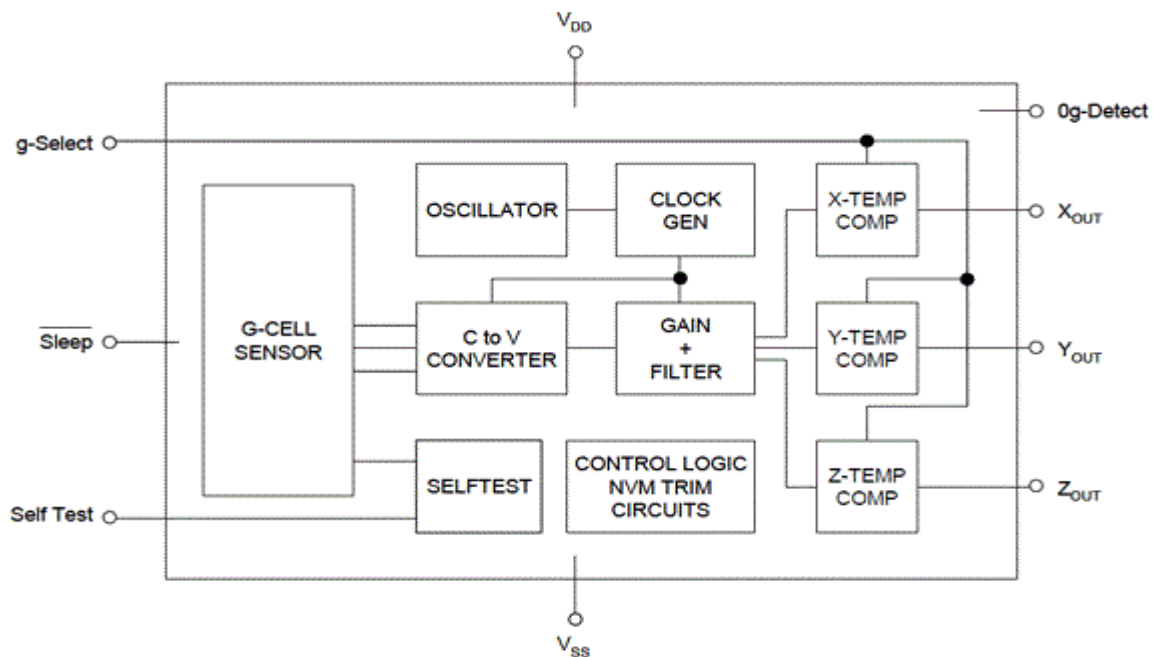 VDD
0g-Detect
g-Select
OSCILLATOR
CLOCK
GEN
X-TEMP
COMP
XOUT
G-CELL
SENSOR
Sleep
C to V
CONVERTER
GAIN
+
FILTER
Y-TEMP
COMP
YOUT
SELFTEST
CONTROL LOGIC
NVM TRIM
CIRCUITS
Z-TEMP
COMP
ZOUT
Self Test
VSS